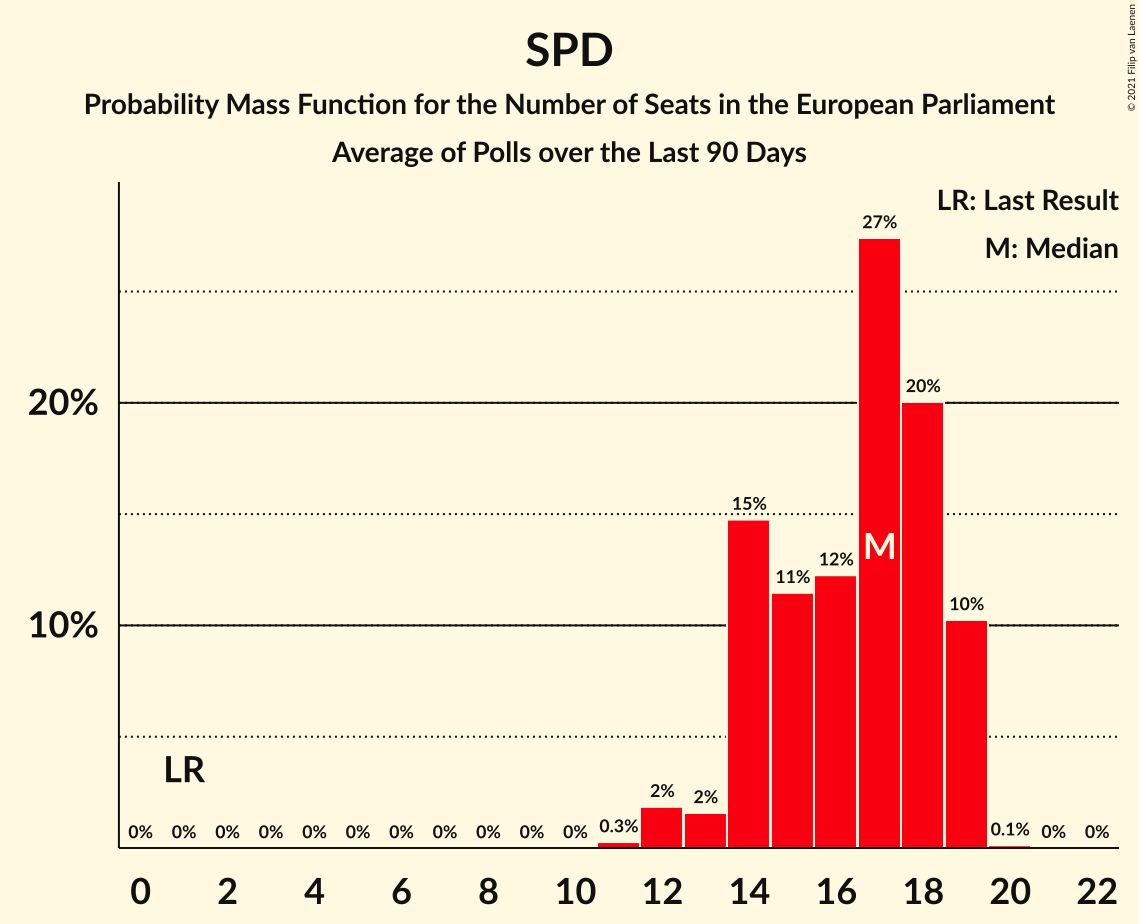 SPD
Probability Mass Function for the Number of Seats in the European Parliament
Average of Polls over the Last 90 Days
© 2021 Filip van Laenen
LR: Last Result
M: Median
27%
20%
20%
15%
M
12%
11%
10%
10%
LR
2%
2%
0% 0% 0% 0% 0% 0% 0% 0% 0% 0% 0% 0.3% 0.1% 0% 0%
0 2 4 6 8 10 12 14 16 18 20 22